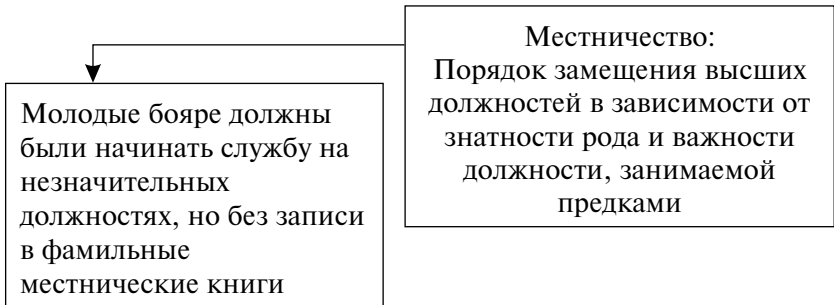 Местничество:
Порядок замещения высших
должностей в зависимости от
знатности рода и важности
должности, занимаемой
предками
Молодые бояре должны
были начинать службу на
незначительных
должностях, но без записи
в фамильные
местнические книги